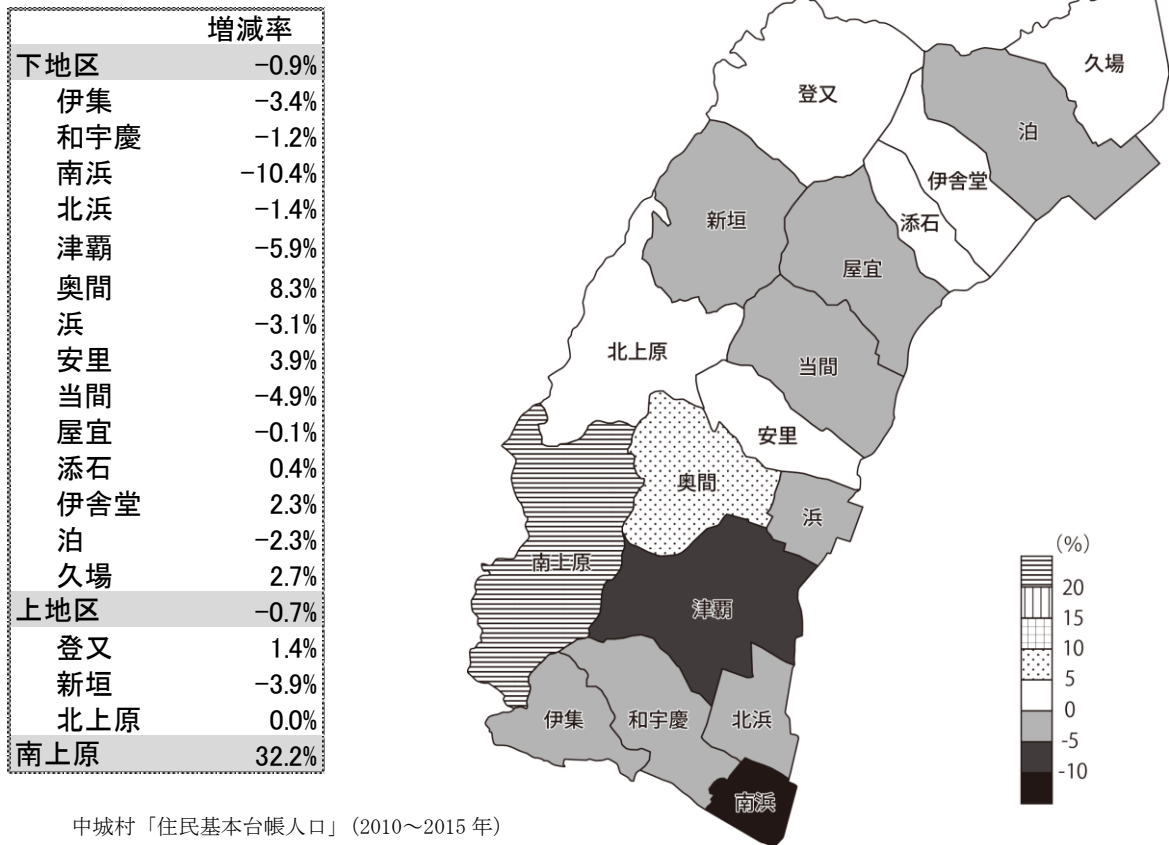 増減率
下地区 -0.9%
伊集 -3.4%
和宇慶 -1.2%
南浜 -10.4%
北浜 -1.4%
津覇 -5.9%
奥間 8.3%
浜 -3.1%
安里 3.9%
当間 -4.9%
屋宜 -0.1%
添石 0.4%
伊舎堂 2.3%
泊 -2.3%
久場 2.7%
上地区 -0.7%
登又 1.4%
新垣 -3.9%
北上原 0.0%
南上原 32.2%
久場
登又
泊
伊舎堂
添石
新垣
屋宜
北上原
当間
安里
奥間
浜
南上原
津覇
伊集
和宇慶
北浜
南浜
(%)
20
15
10
5
0
-5
-10
中城村「住民基本台帳人口」(2010～2015年)